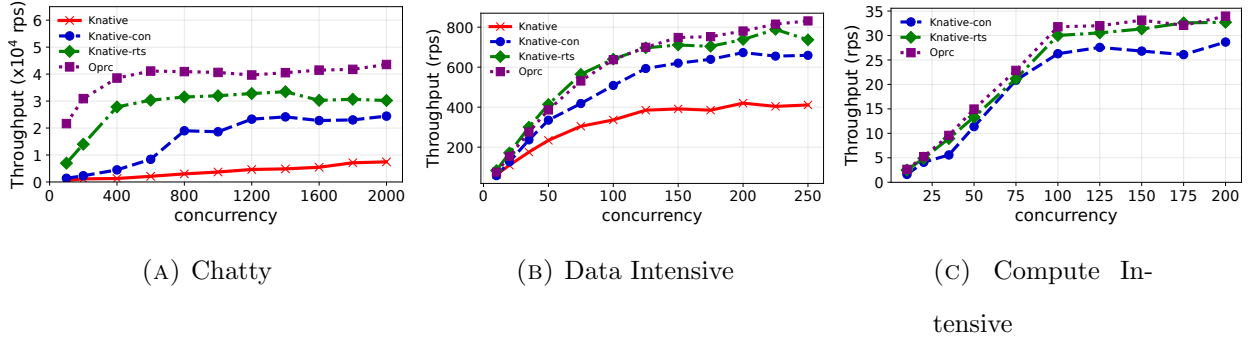 Throughput (x10⁴ rps)
6
5
4
3
2
1
0
Knative
Knative-con
Knative-rts
Oprc
0 400 800 1200 1600 2000
concurrency
(A) Chatty
Throughput (rps)
800
600
400
200
Knative
Knative-con
Knative-rts
Oprc
0 50 100 150 200 250
concurrency
(B) Data Intensive
Throughput (rps)
35
30
25
20
15
10
5
0
Knative-con
Knative-rts
Oprc
25 50 75 100 125 150 175 200
concurrency
(C) Compute In-
tensive